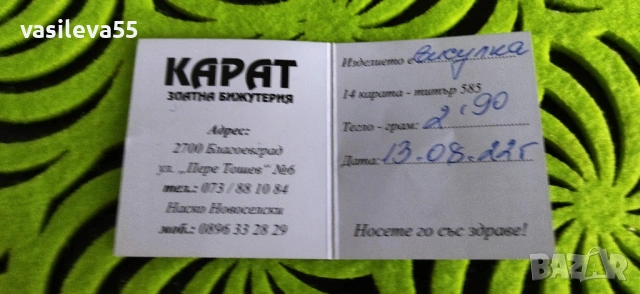 vasileva55
КАРАТ
ЗЛАТНА БИЖУТЕРИЯ
Адрес:
2700 Благоевград
ул. „Пере Тошев" №6
тел.: 073 / 88 10 84
Наско Новоселски
моб.: 0896 33 28 29
Изделието е висулка
14 карата - титър 585
Тегло - грам: 2'90
Дата: 13.08.22г
Носете го със здраве!
BAZAR